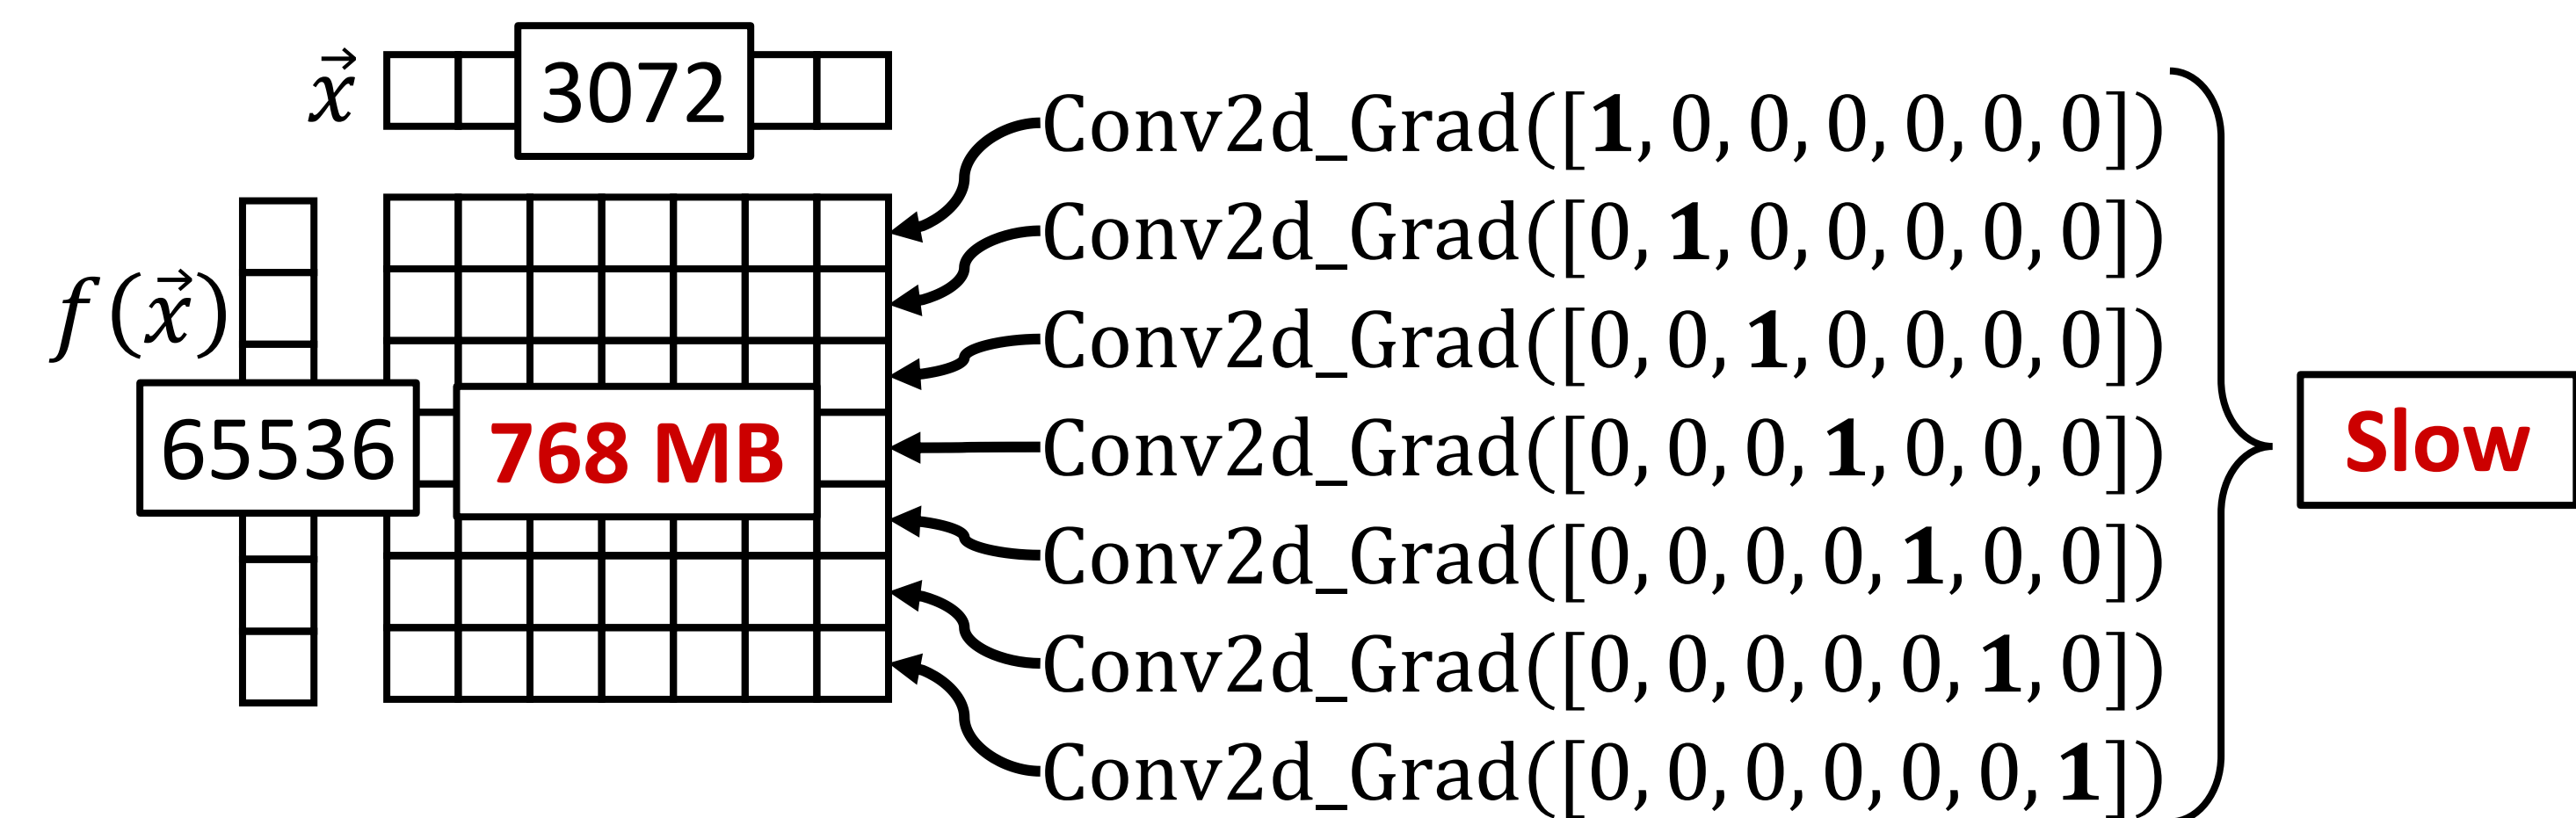 x⃗
3072
f(x⃗)
65536
768 MB
Conv2d_Grad([1, 0, 0, 0, 0, 0, 0])
Conv2d_Grad([0, 1, 0, 0, 0, 0, 0])
Conv2d_Grad([0, 0, 1, 0, 0, 0, 0])
Conv2d_Grad([0, 0, 0, 1, 0, 0, 0])
Conv2d_Grad([0, 0, 0, 0, 1, 0, 0])
Conv2d_Grad([0, 0, 0, 0, 0, 1, 0])
Conv2d_Grad([0, 0, 0, 0, 0, 0, 1])
Slow